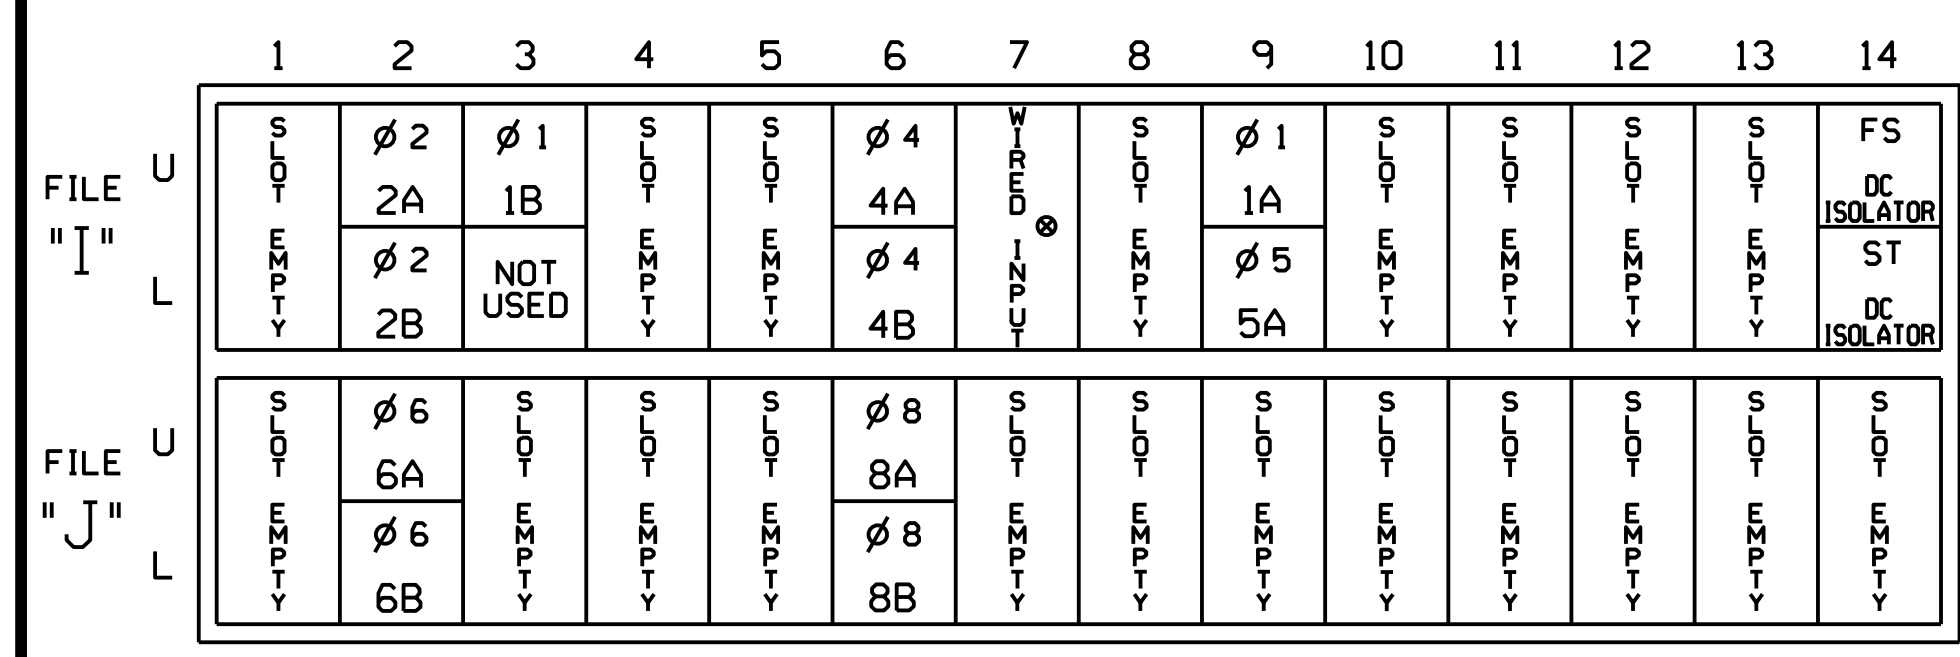 1 2 3 4 5 6 7 8 9 10 11 12 13 14
FILE "I"
U
L
SLOT EMPTY
Ø 2
2A
Ø 2
2B
Ø 1
1B
NOT
USED
SLOT EMPTY
SLOT EMPTY
Ø 4
4A
Ø 4
4B
WIRED INPUT
SLOT EMPTY
Ø 1
1A
Ø 5
5A
SLOT EMPTY
SLOT EMPTY
SLOT EMPTY
SLOT EMPTY
FS
DC
ISOLATOR
ST
DC
ISOLATOR
FILE "J"
U
L
SLOT EMPTY
Ø 6
6A
Ø 6
6B
SLOT EMPTY
SLOT EMPTY
SLOT EMPTY
Ø 8
8A
Ø 8
8B
SLOT EMPTY
SLOT EMPTY
SLOT EMPTY
SLOT EMPTY
SLOT EMPTY
SLOT EMPTY
SLOT EMPTY
SLOT EMPTY